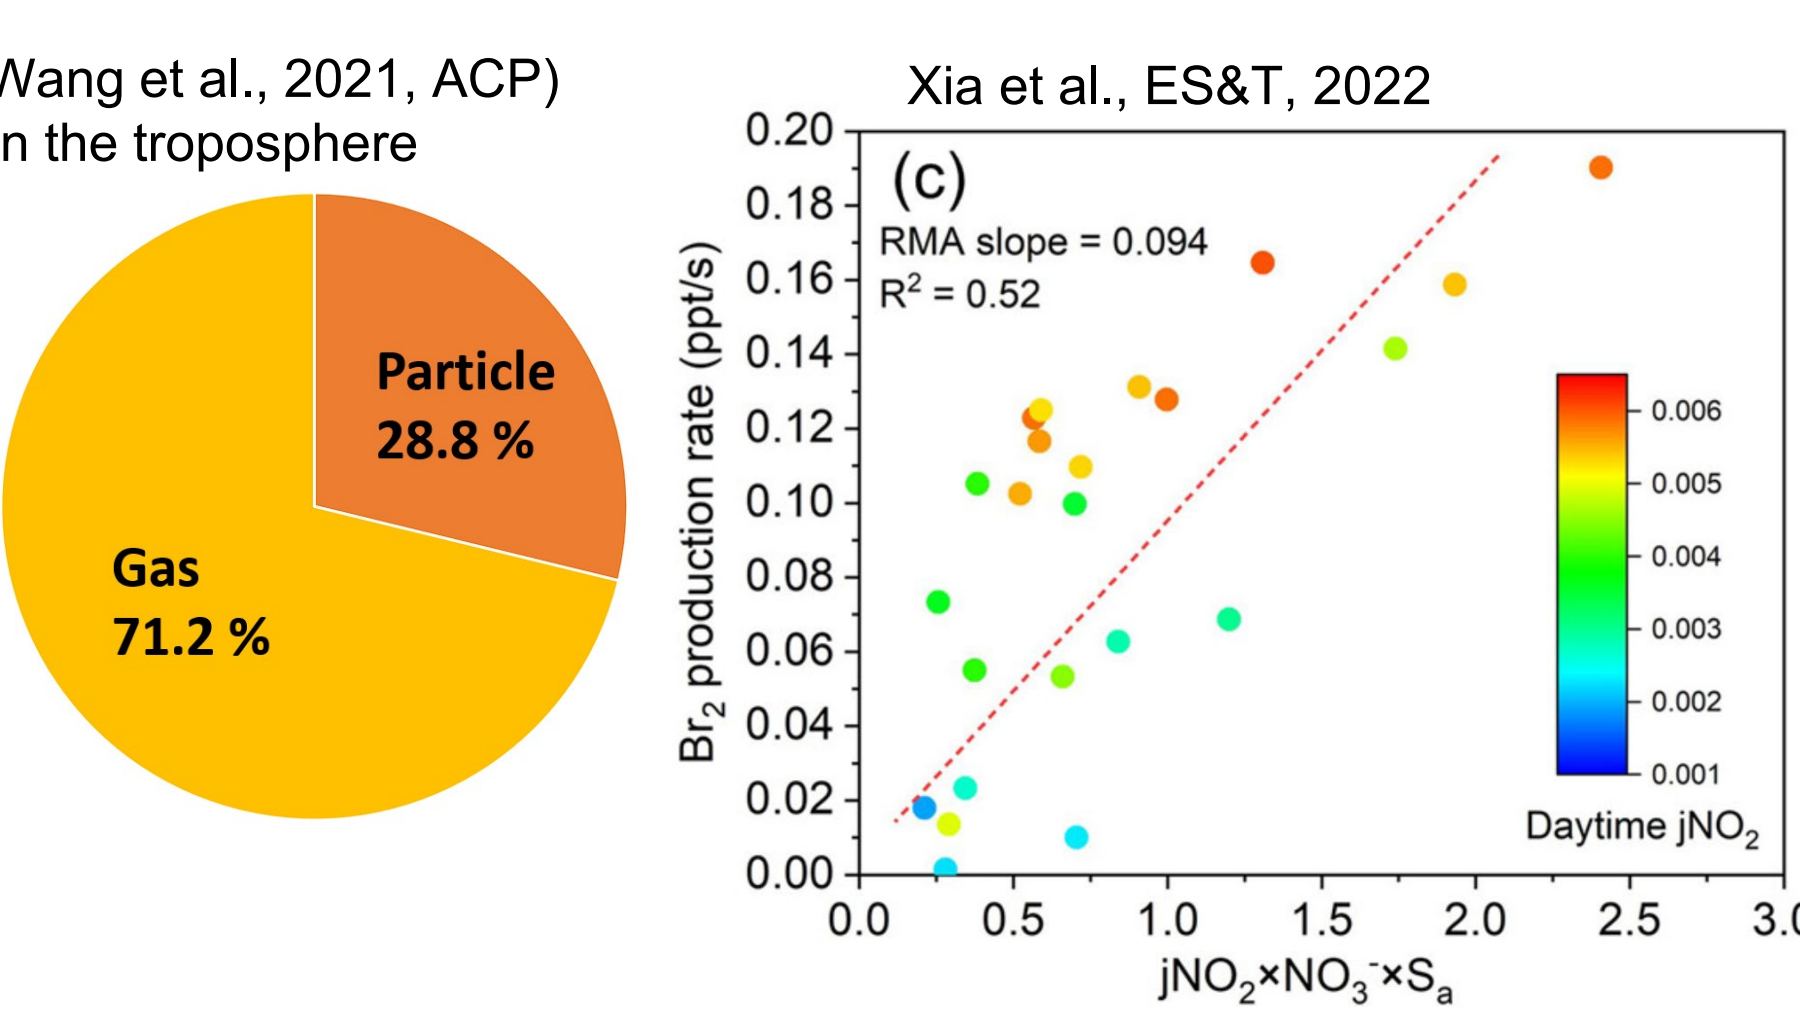 Wang et al., 2021, ACP)
n the troposphere
Particle
28.8 %
Gas
71.2 %
Xia et al., ES&T, 2022
(c)
RMA slope = 0.094
R² = 0.52
Br₂ production rate (ppt/s)
0.20
0.18
0.16
0.14
0.12
0.10
0.08
0.06
0.04
0.02
0.00
0.0 0.5 1.0 1.5 2.0 2.5 3.0
jNO₂×NO₃⁻×Sₐ
0.006
0.005
0.004
0.003
0.002
0.001
Daytime jNO₂